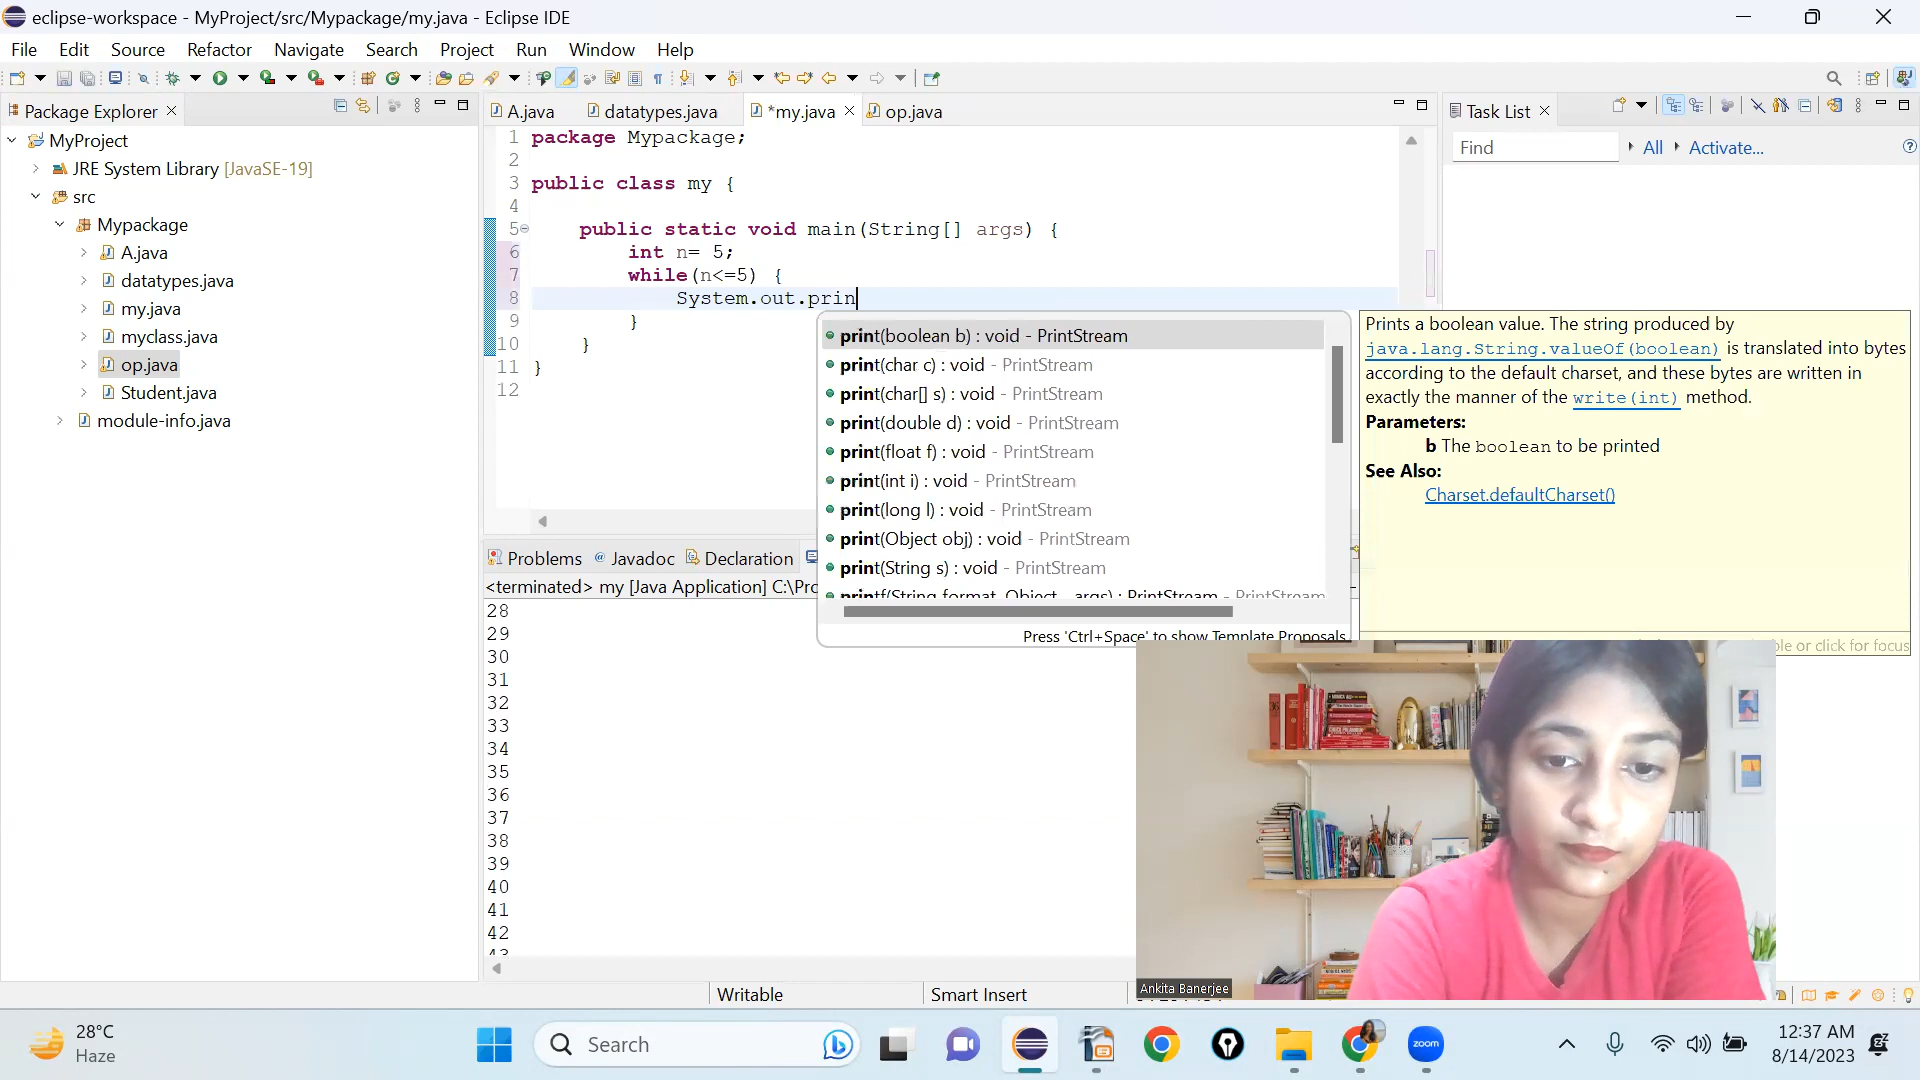 eclipse-workspace - MyProject/src/Mypackage/my.java - Eclipse IDE
File Edit Source Refactor Navigate Search Project Run Window Help
Package Explorer
MyProject
JRE System Library [JavaSE-19]
src
Mypackage
A.java
datatypes.java
my.java
myclass.java
op.java
Student.java
module-info.java
A.java datatypes.java *my.java op.java
1 package Mypackage;
2
3 public class my {
4
5 public static void main(String[] args) {
6 int n= 5;
7 while(n<=5) {
8 System.out.prin
9 }
10 }
11 }
12
print(boolean b) : void - PrintStream
print(char c) : void - PrintStream
print(char[] s) : void - PrintStream
print(double d) : void - PrintStream
print(float f) : void - PrintStream
print(int i) : void - PrintStream
print(long l) : void - PrintStream
print(Object obj) : void - PrintStream
print(String s) : void - PrintStream
printf(String format, Object... args) : PrintStream - PrintStream
Press 'Ctrl+Space' to show Template Proposals
Task List
Find All Activate...
Prints a boolean value. The string produced by
java.lang.String.valueOf(boolean) is translated into bytes
according to the default charset, and these bytes are written in
exactly the manner of the write(int) method.
Parameters:
b The boolean to be printed
See Also:
Charset.defaultCharset()
ble or click for focus
Problems Javadoc Declaration
<terminated> my [Java Application] C:\Pro
28
29
30
31
32
33
34
35
36
37
38
39
40
41
42
43
Ankita Banerjee
Writable Smart Insert
28°C
Haze
Search
zoom
12:37 AM
8/14/2023